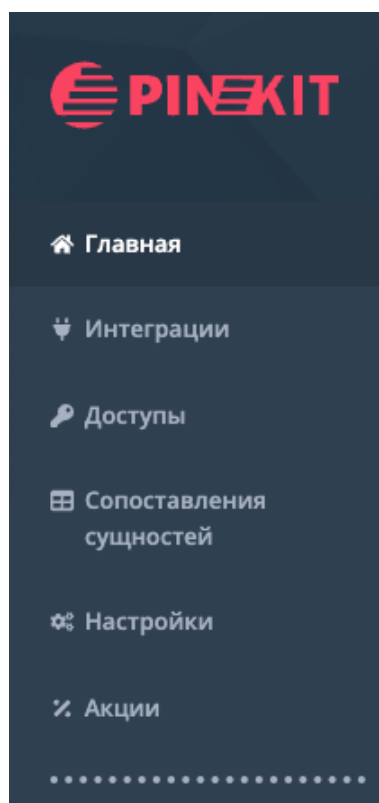 PINKIT
Главная
Интеграции
Доступы
Сопоставления
сущностей
Настройки
Акции